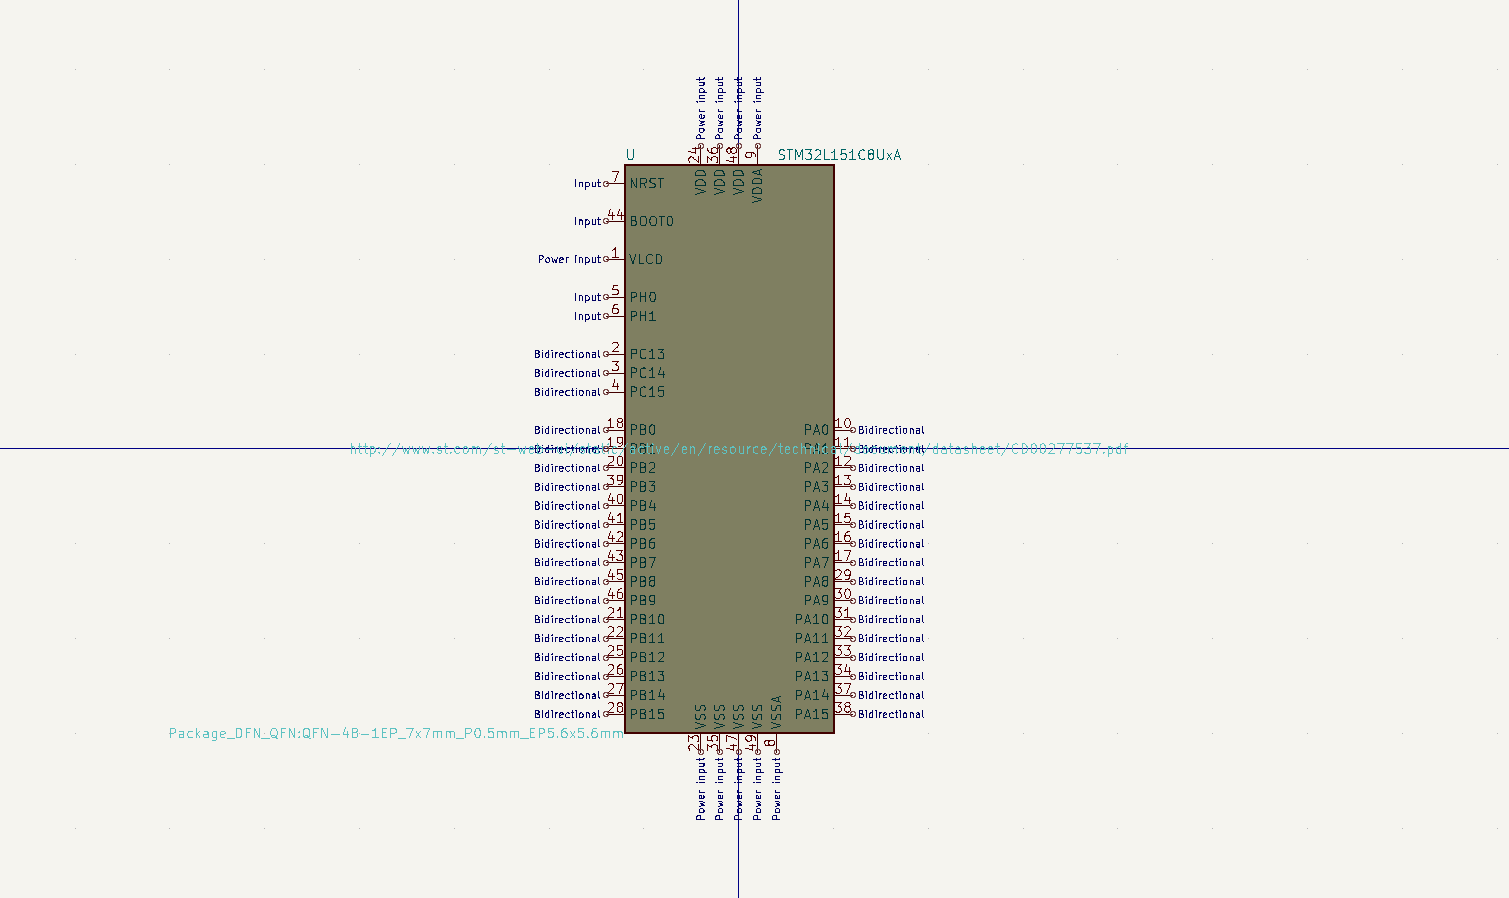 Power input Power input Power input Power input
24 36 48 9
U STM32L151C8UxA
VDD VDD VDD VDDA
Input 7 NRST
Input 44 BOOT0
Power input 1 VLCD
Input 5 PH0
Input 6 PH1
Bidirectional 2 PC13
Bidirectional 3 PC14
Bidirectional 4 PC15
Bidirectional 18 PB0 PA0 10 Bidirectional
Bidirectional 19 PB1 PA1 11 Bidirectional
http://www.st.com/st-web-ui/static/active/en/resource/technical/document/datasheet/CD00277537.pdf
Bidirectional 20 PB2 PA2 12 Bidirectional
Bidirectional 39 PB3 PA3 13 Bidirectional
Bidirectional 40 PB4 PA4 14 Bidirectional
Bidirectional 41 PB5 PA5 15 Bidirectional
Bidirectional 42 PB6 PA6 16 Bidirectional
Bidirectional 43 PB7 PA7 17 Bidirectional
Bidirectional 45 PB8 PA8 29 Bidirectional
Bidirectional 46 PB9 PA9 30 Bidirectional
Bidirectional 21 PB10 PA10 31 Bidirectional
Bidirectional 22 PB11 PA11 32 Bidirectional
Bidirectional 25 PB12 PA12 33 Bidirectional
Bidirectional 26 PB13 PA13 34 Bidirectional
Bidirectional 27 PB14 PA14 37 Bidirectional
Bidirectional 28 PB15 PA15 38 Bidirectional
VSS VSS VSS VSS VSSA
Package_DFN_QFN:QFN-48-1EP_7x7mm_P0.5mm_EP5.6x5.6mm
23 35 47 49 8
Power input Power input Power input Power input Power input